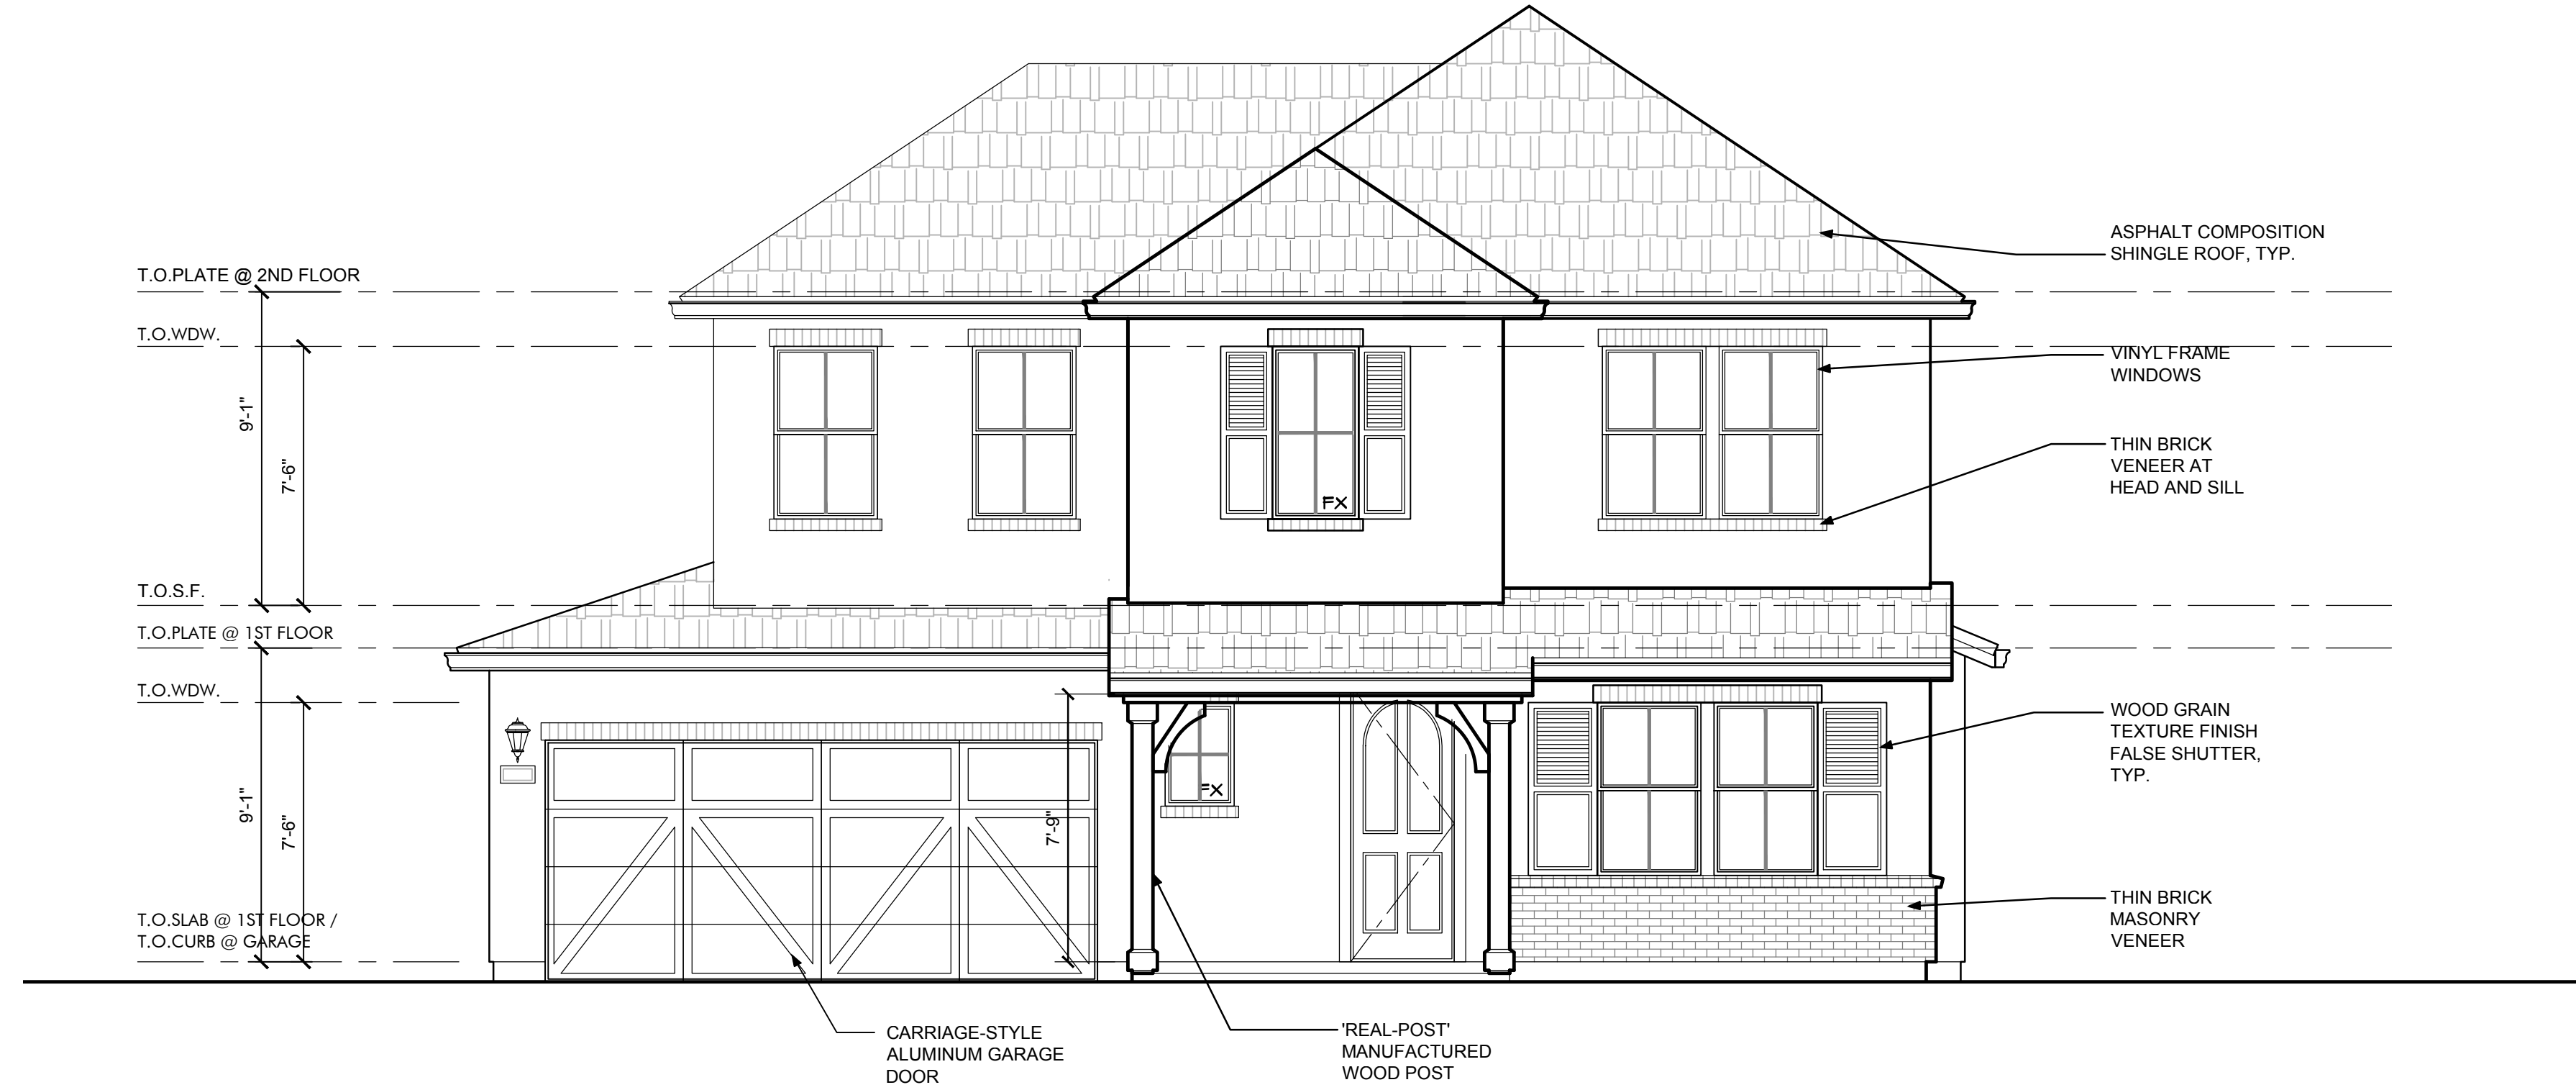 T.O.PLATE @ 2ND FLOOR
T.O.WDW.
9'-1"
7'-6"
T.O.S.F.
T.O.PLATE @ 1ST FLOOR
T.O.WDW.
9'-1"
7'-6"
T.O.SLAB @ 1ST FLOOR /
T.O.CURB @ GARAGE
FX
FX
7'-9"
ASPHALT COMPOSITION
SHINGLE ROOF, TYP.
VINYL FRAME
WINDOWS
THIN BRICK
VENEER AT
HEAD AND SILL
WOOD GRAIN
TEXTURE FINISH
FALSE SHUTTER,
TYP.
THIN BRICK
MASONRY
VENEER
CARRIAGE-STYLE
ALUMINUM GARAGE
DOOR
'REAL-POST'
MANUFACTURED
WOOD POST